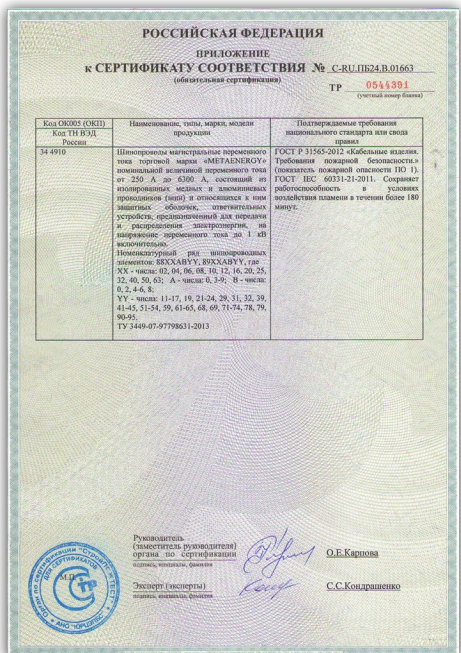 РОССИЙСКАЯ ФЕДЕРАЦИЯ
ПРИЛОЖЕНИЕ
к СЕРТИФИКАТУ СООТВЕТСТВИЯ № C-RU.ПБ24.В.01663
(обязательная сертификация)
ТР 0544391
(учетный номер бланка)
Код ОК005 (ОКП)
Код ТН ВЭД
России
Наименование, типы, марки, модели
продукции
Подтверждаемые требования
национального стандарта или свода
правил
34 4910
Шинопроводы магистральные переменного
тока торговой марки «METAENERGY»
номинальной величиной переменного тока
от 250 А до 6300 А, состоящий из
изолированных медных и алюминиевых
проводников (шин) и относящихся к ним
защитных оболочек, ответвительных
устройств, предназначенный для передачи
и распределения электроэнергии, на
напряжение переменного тока до 1 кВ
включительно.
Номенклатурный ряд шинопроводных
элементов: 88XXABYY, 89XXABYY, где
XX - числа: 02, 04, 06, 08, 10, 12, 16, 20, 25,
32, 40, 50, 63; А - числа: 0, 3-9; В - числа:
0, 2, 4-6, 8;
YY - числа: 11-17, 19, 21-24, 29, 31, 32, 39,
41-45, 51-54, 59, 61-65, 68, 69, 71-74, 78, 79,
90-95.
ТУ 3449-07-97798631-2013
ГОСТ Р 31565-2012 «Кабельные изделия.
Требования пожарной безопасности.»
(показатель пожарной опасности ПО 1).
ГОСТ IEC 60331-21-2011. Сохраняет
работоспособность в условиях
воздействия пламени в течении более 180
минут.
Руководитель
(заместитель руководителя)
органа по сертификации
подпись, инициалы, фамилия
О.Е.Карпова
М.П.
Эксперт (эксперты)
подпись, инициалы, фамилия
С.С.Кондрашенко